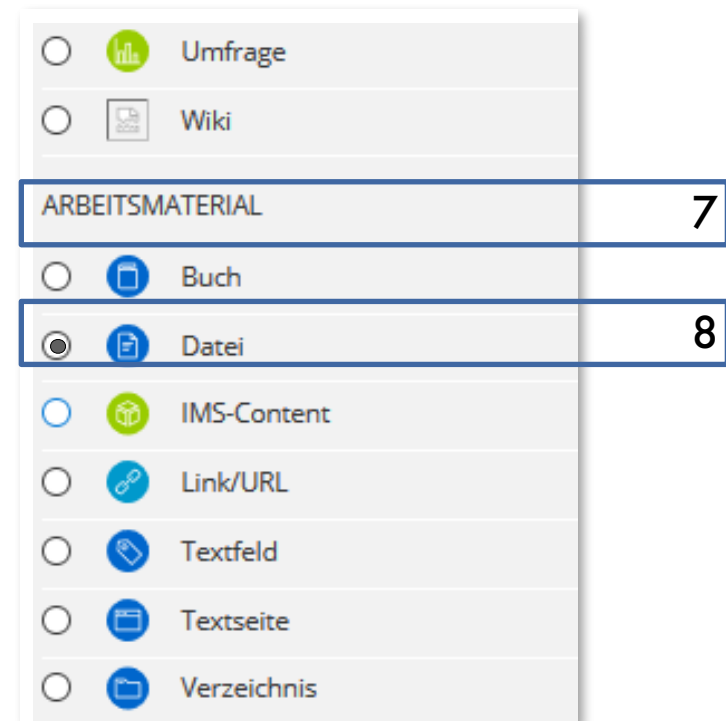 Umfrage
Wiki
ARBEITSMATERIAL 7
Buch
Datei 8
IMS-Content
Link/URL
Textfeld
Textseite
Verzeichnis